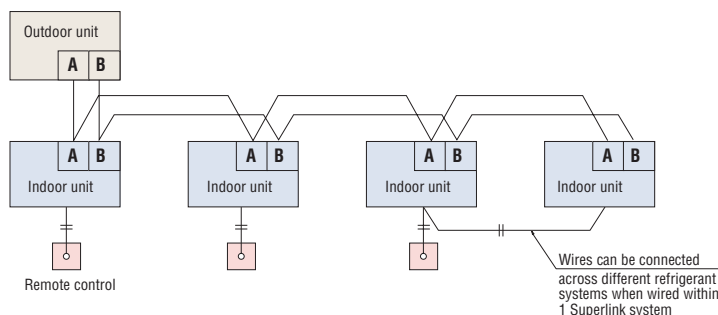 Outdoor unit
A B
A B
A B
A B
A B
Indoor unit
Indoor unit
Indoor unit
Indoor unit
Remote control
Wires can be connected
across different refrigerant
systems when wired within
1 Superlink system